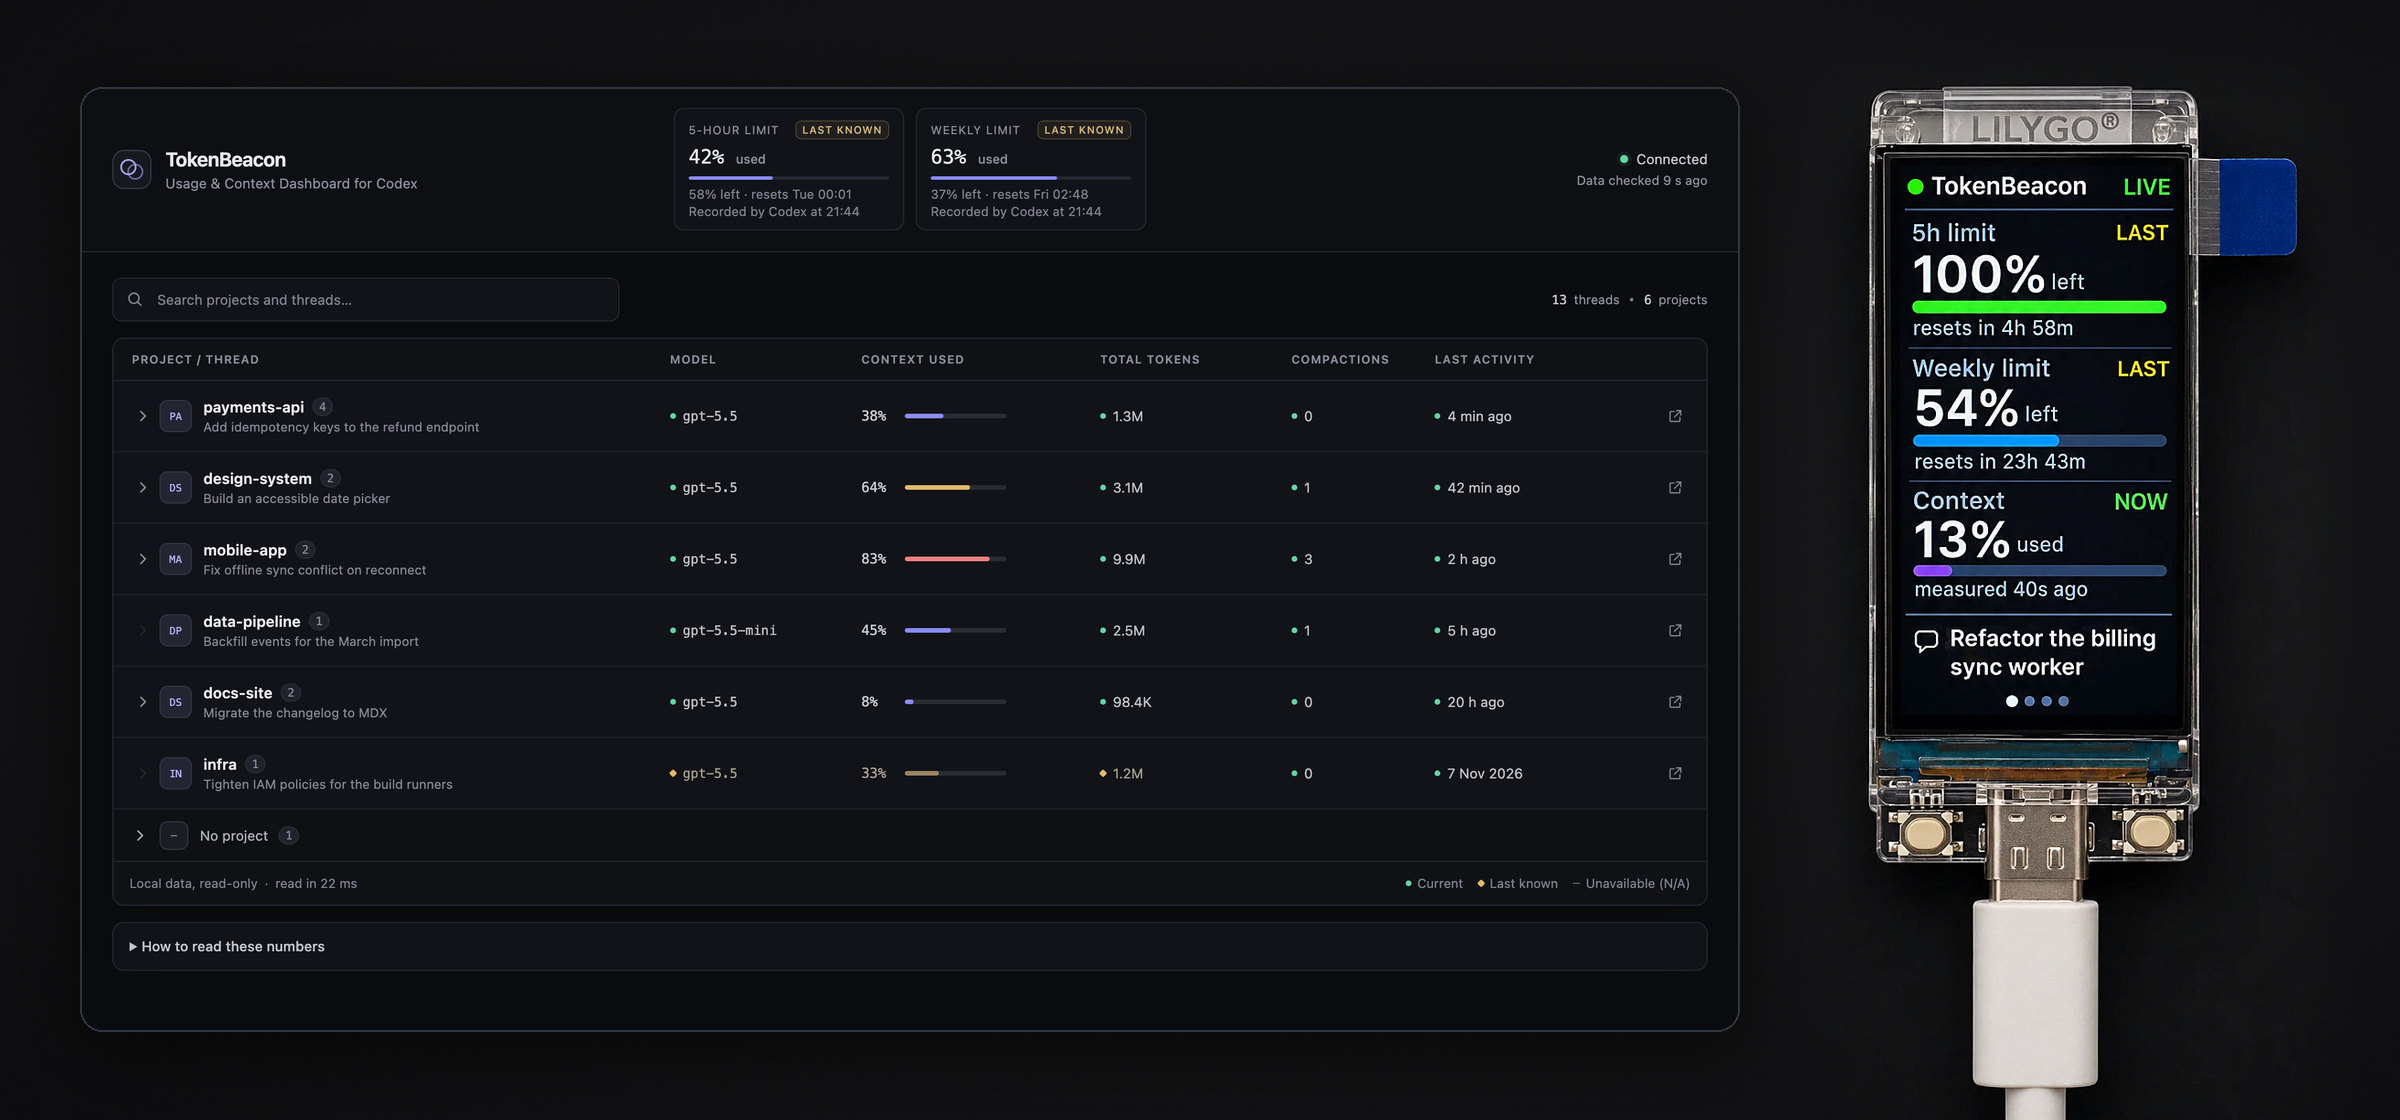 TokenBeacon
Usage & Context Dashboard for Codex
5-HOUR LIMIT LAST KNOWN
42% used
58% left · resets Tue 00:01
Recorded by Codex at 21:44
WEEKLY LIMIT LAST KNOWN
63% used
37% left · resets Fri 02:48
Recorded by Codex at 21:44
Connected
Data checked 9 s ago
Search projects and threads...
13 threads • 6 projects
PROJECT / THREAD MODEL CONTEXT USED TOTAL TOKENS COMPACTIONS LAST ACTIVITY
PA payments-api 4 gpt-5.5 38% 1.3M 0 4 min ago
Add idempotency keys to the refund endpoint
DS design-system 2 gpt-5.5 64% 3.1M 1 42 min ago
Build an accessible date picker
MA mobile-app 2 gpt-5.5 83% 9.9M 3 2 h ago
Fix offline sync conflict on reconnect
DP data-pipeline 1 gpt-5.5-mini 45% 2.5M 1 5 h ago
Backfill events for the March import
DS docs-site 2 gpt-5.5 8% 98.4K 0 20 h ago
Migrate the changelog to MDX
IN infra 1 gpt-5.5 33% 1.2M 0 7 Nov 2026
Tighten IAM policies for the build runners
– No project 1
Local data, read-only · read in 22 ms
Current Last known – Unavailable (N/A)
How to read these numbers
LILYGO®
TokenBeacon LIVE
5h limit LAST
100% left
resets in 4h 58m
Weekly limit LAST
54% left
resets in 23h 43m
Context NOW
13% used
measured 40s ago
Refactor the billing
sync worker